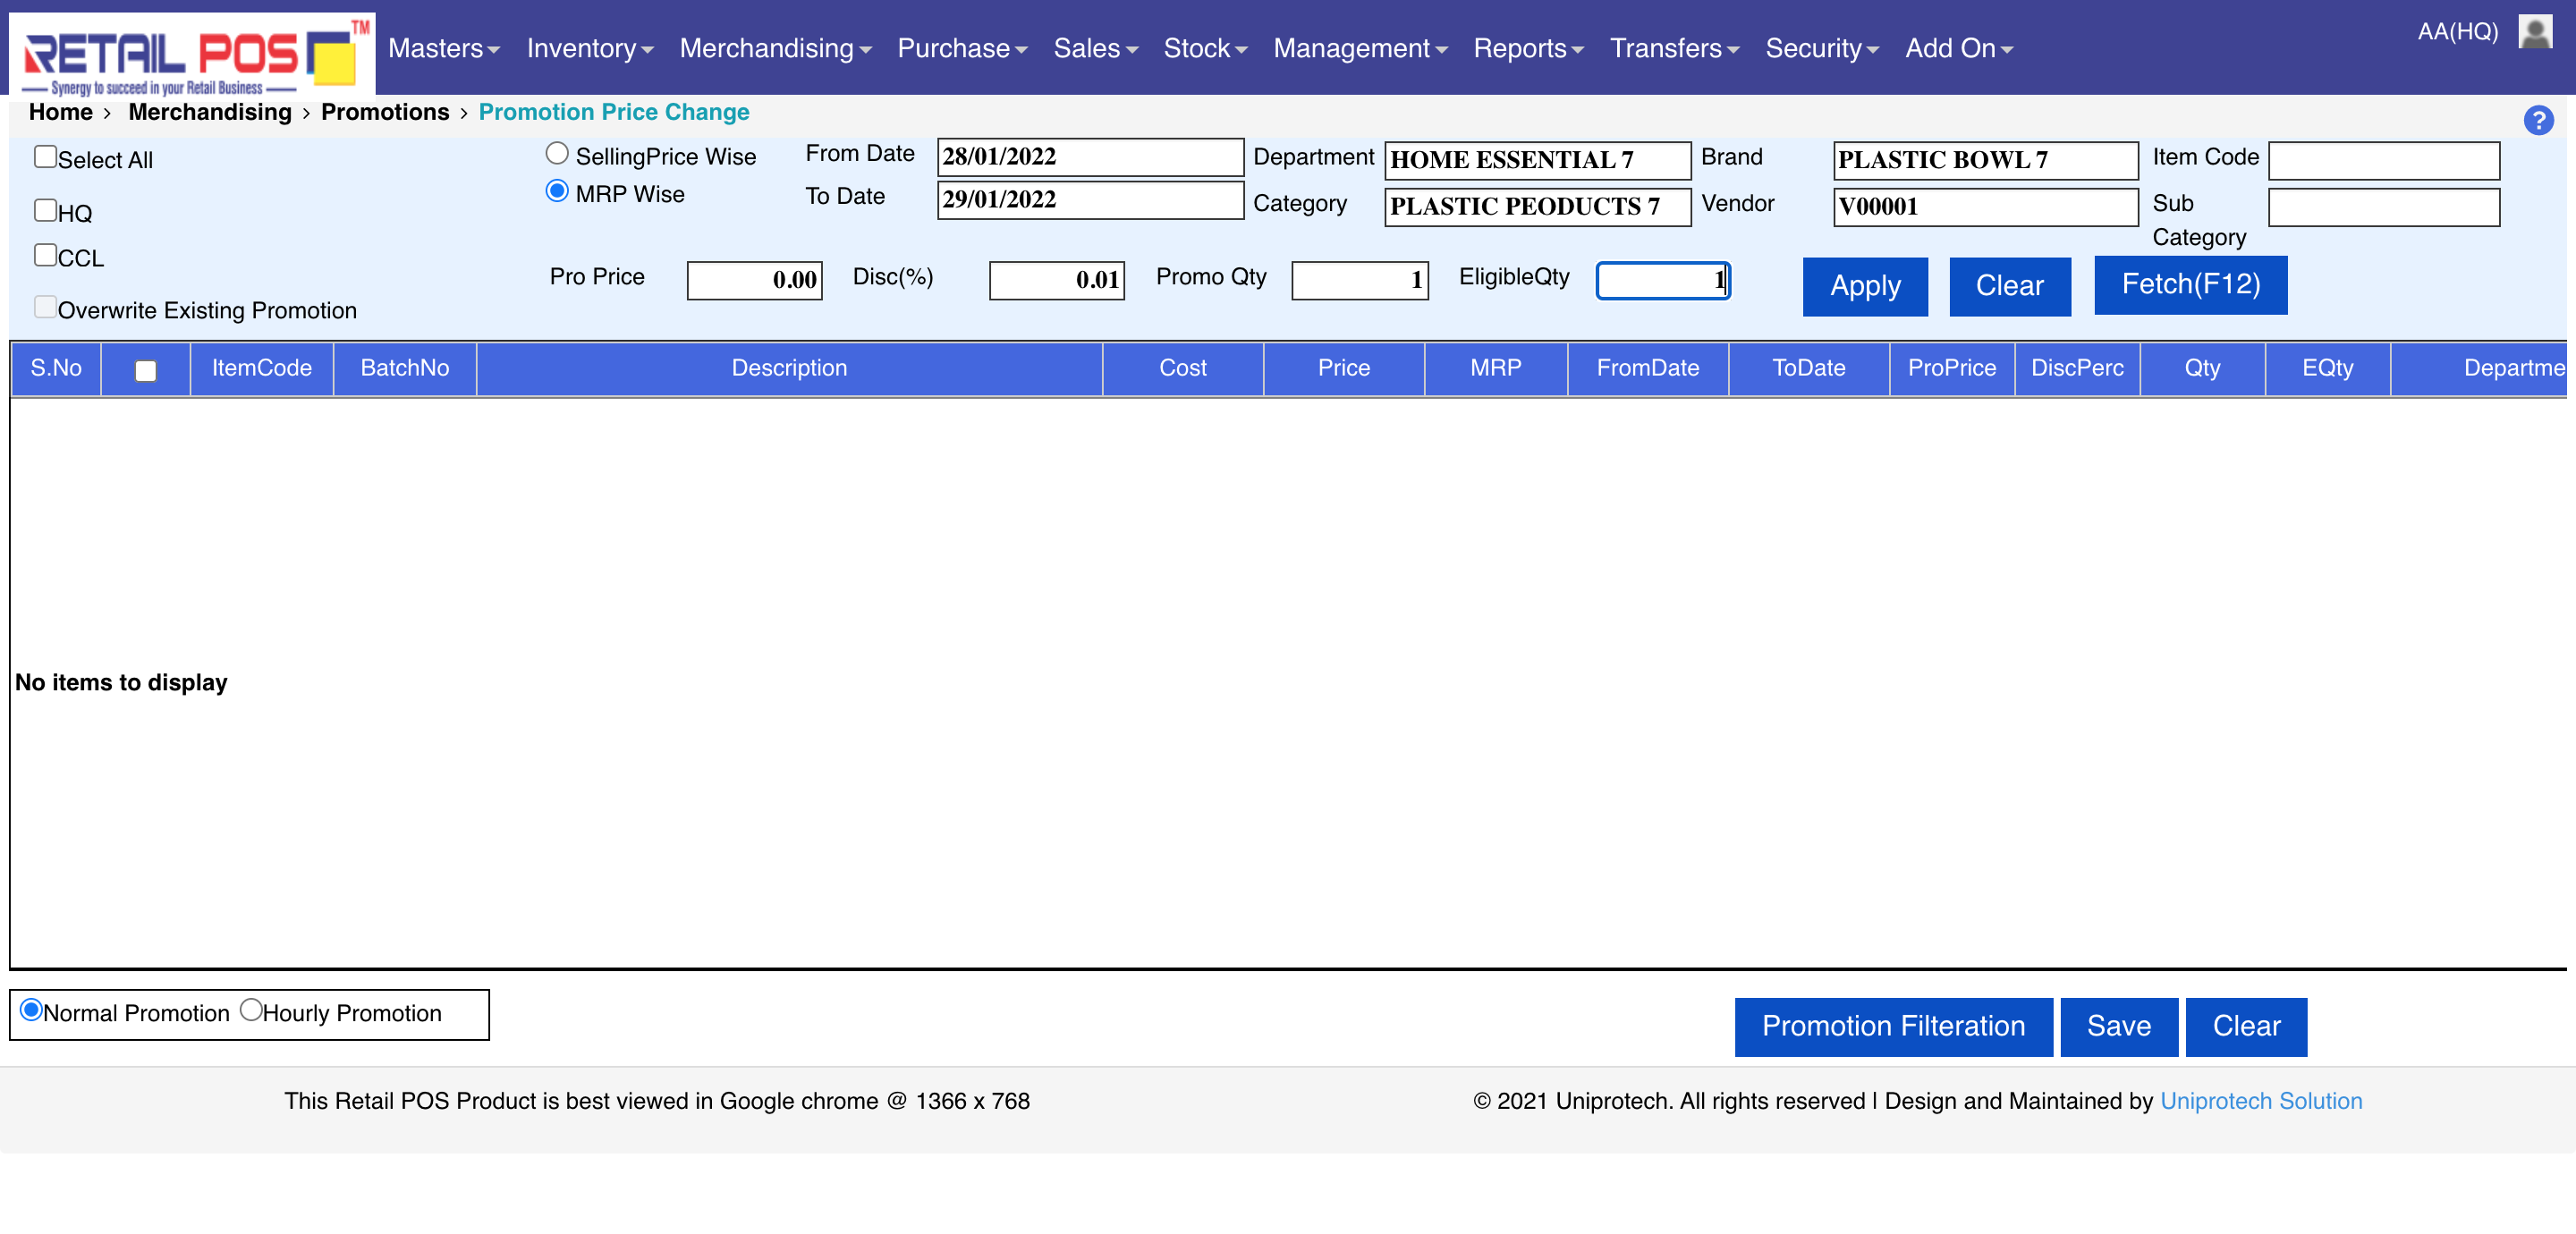 RETAIL POS TM
Synergy to succeed in your Retail Business
Masters Inventory Merchandising Purchase Sales Stock Management Reports Transfers Security Add On AA(HQ)
Home › Merchandising › Promotions › Promotion Price Change ?
Select All
HQ
CCL
Overwrite Existing Promotion
SellingPrice Wise
MRP Wise
From Date 28/01/2022
To Date 29/01/2022
Department HOME ESSENTIAL 7
Category PLASTIC PEODUCTS 7
Brand PLASTIC BOWL 7
Vendor V00001
Item Code
Sub
Category
Pro Price 0.00 Disc(%) 0.01 Promo Qty 1 EligibleQty 1 Apply Clear Fetch(F12)
S.No ItemCode BatchNo Description Cost Price MRP FromDate ToDate ProPrice DiscPerc Qty EQty Departme
No items to display
Normal Promotion Hourly Promotion
Promotion Filteration Save Clear
This Retail POS Product is best viewed in Google chrome @ 1366 x 768
© 2021 Uniprotech. All rights reserved | Design and Maintained by Uniprotech Solution